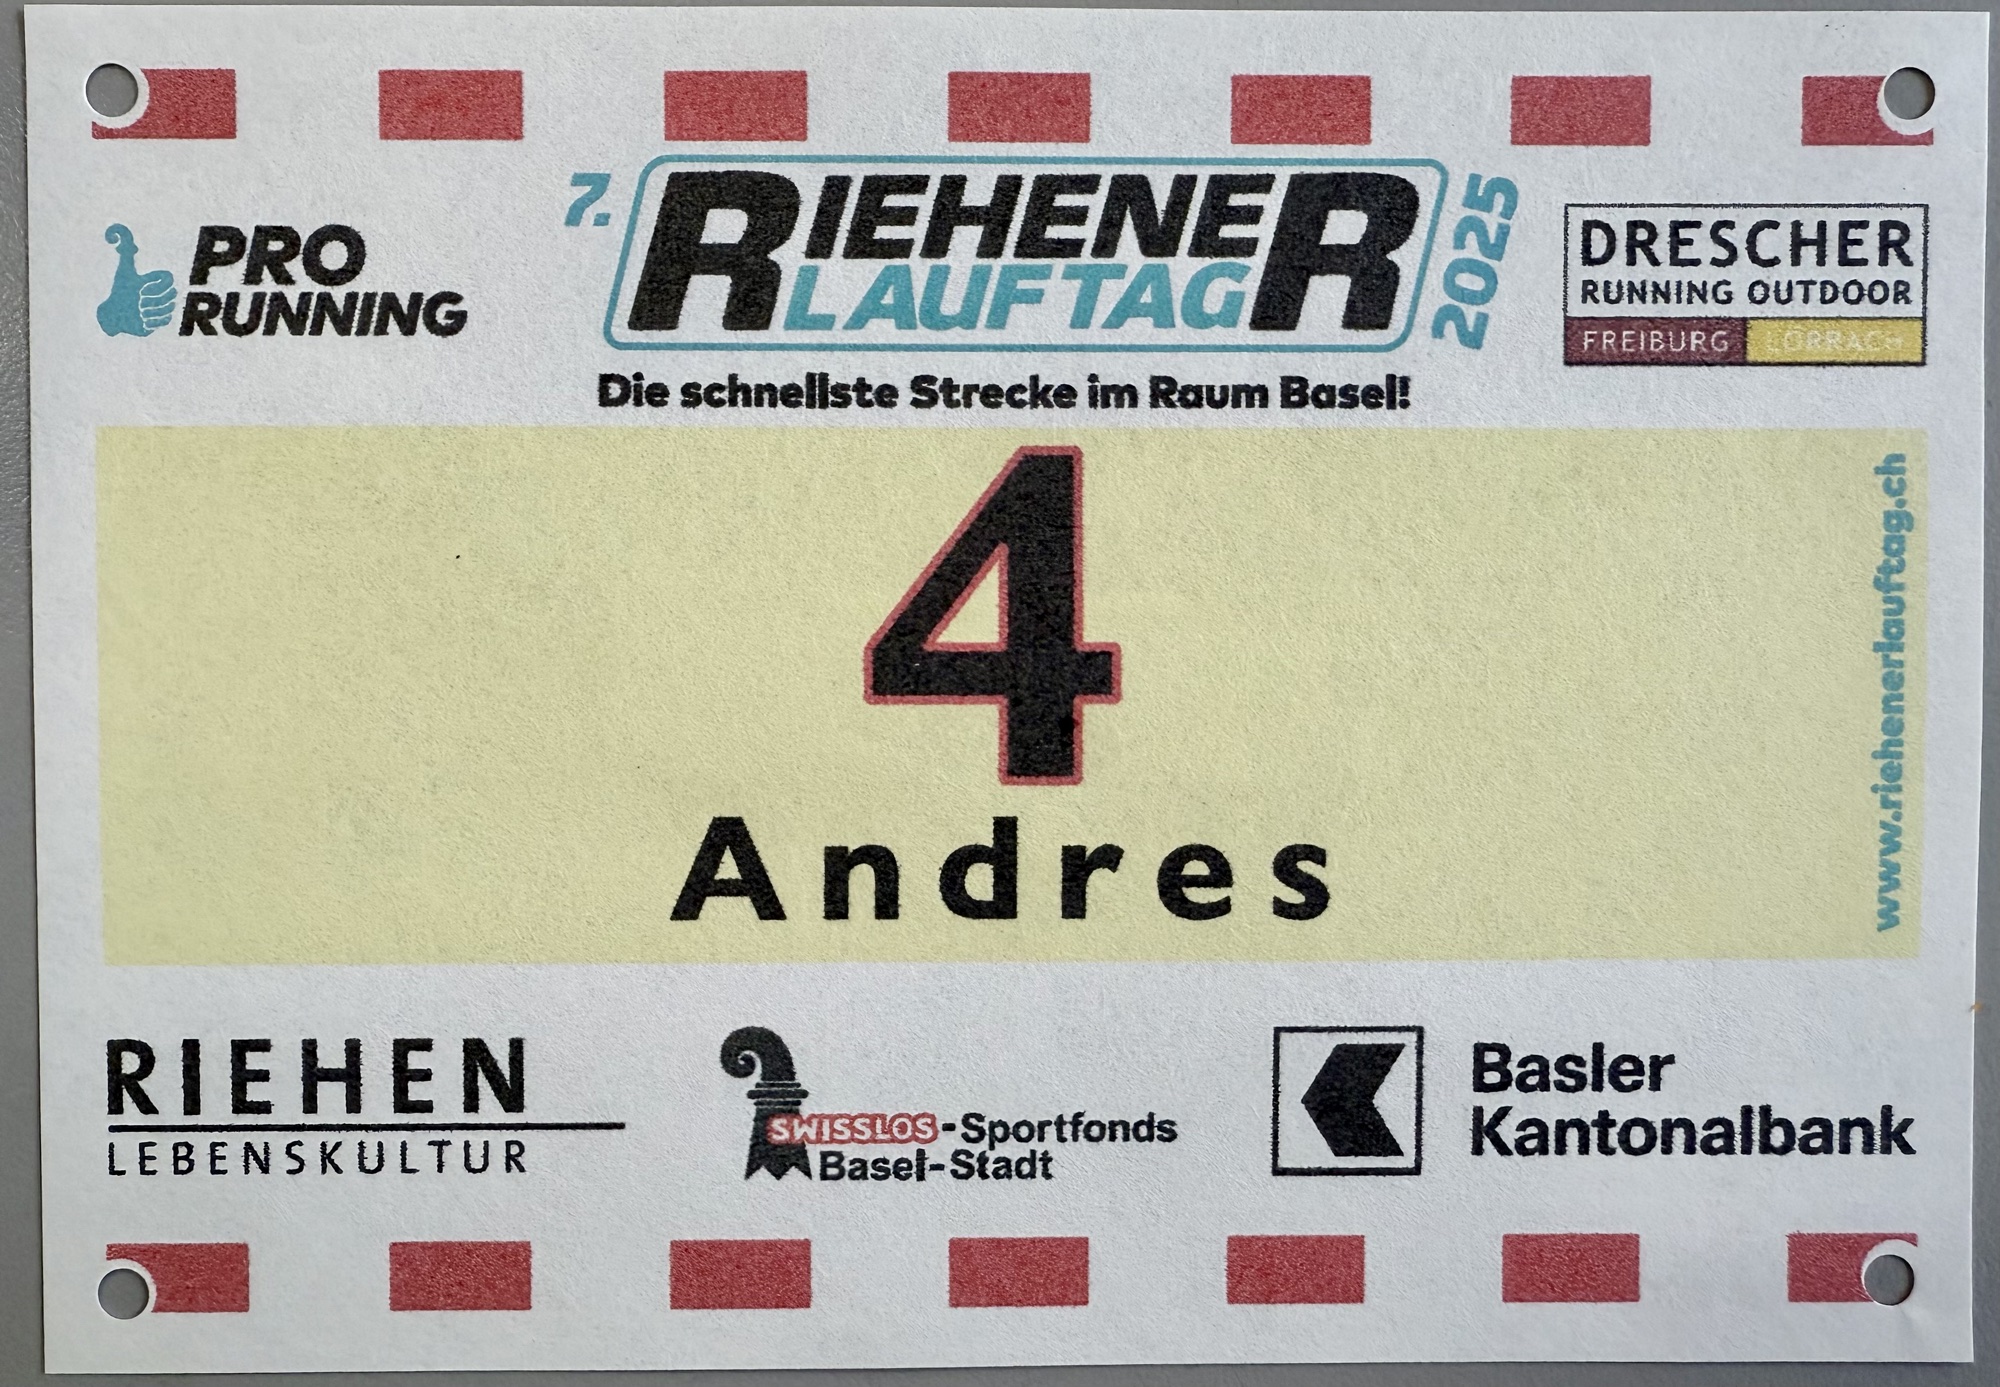 7.
RIEHENER
LAUFTAG
2025
PRO
RUNNING
DRESCHER
RUNNING OUTDOOR
FREIBURG LÖRRACH
Die schnellste Strecke im Raum Basel!
4
Andres
www.riehenerlauftag.ch
RIEHEN
LEBENSKULTUR
SWISSLOS-Sportfonds
Basel-Stadt
Basler
Kantonalbank